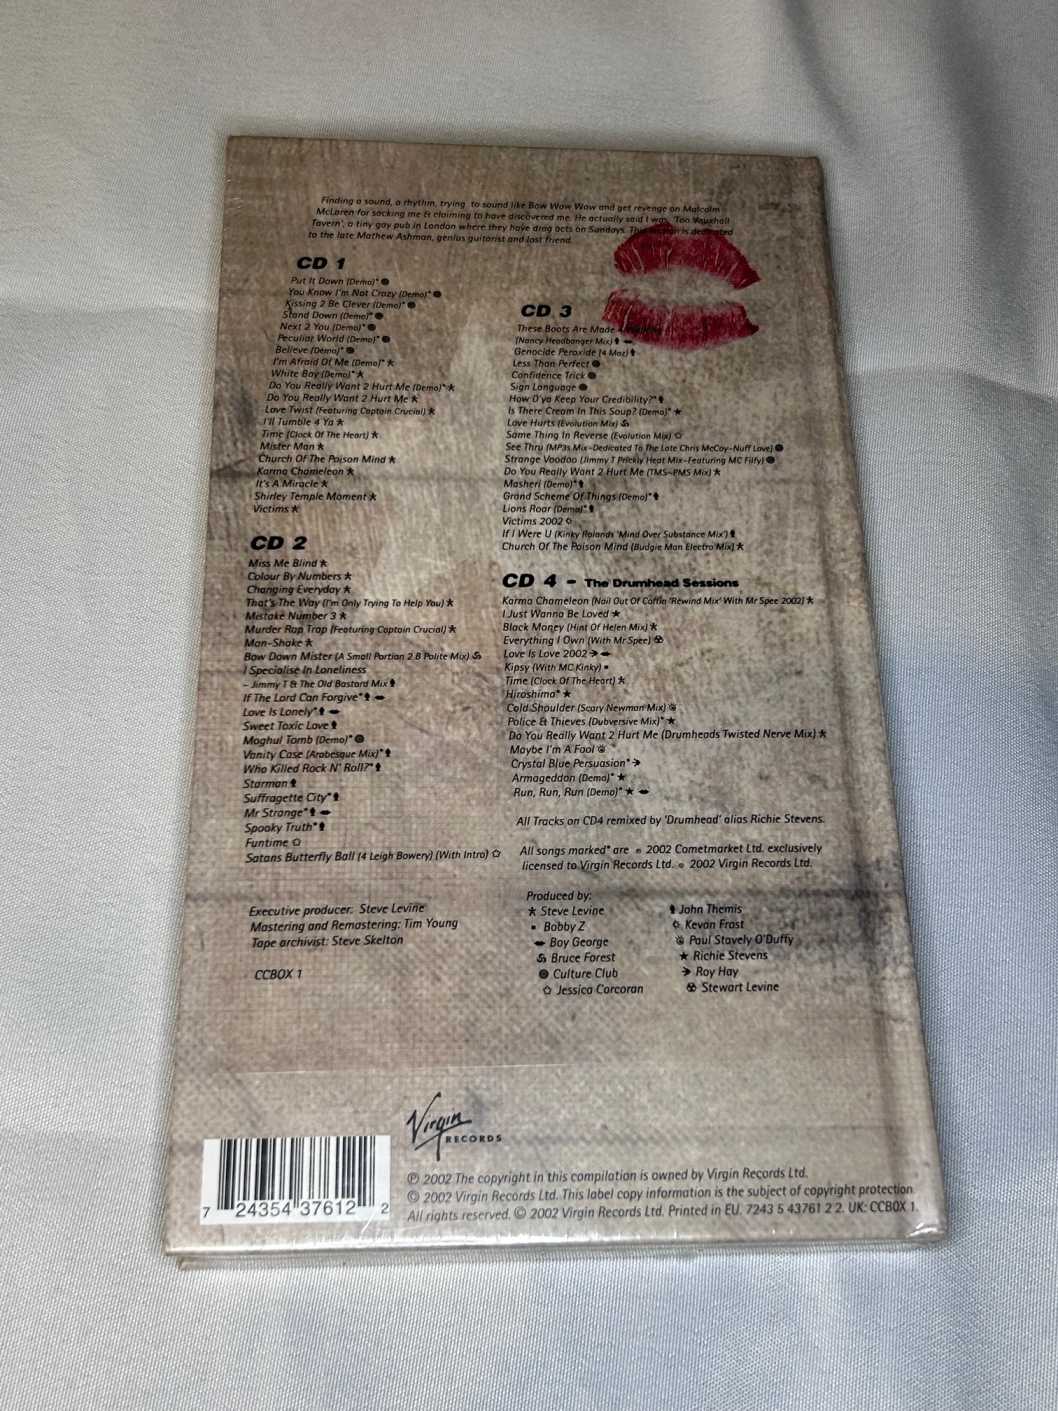 Finding a sound, a rhythm, trying to sound like Bow Wow Wow and get revenge on Malcolm
McLaren for sacking me & claiming to have discovered me. He actually said I was, 'Too Vauxhall
Tavern', a tiny gay pub in London where they have drag acts on Sundays. This section is dedicated
to the late Mathew Ashman, genius guitarist and lost friend.
CD 1
Put It Down (Demo)*
You Know I'm Not Crazy (Demo)*
Kissing 2 Be Clever (Demo)*
Stand Down (Demo)*
Next 2 You (Demo)*
Peculiar World (Demo)*
Believe (Demo)*
I'm Afraid Of Me (Demo)*
White Boy (Demo)*
Do You Really Want 2 Hurt Me (Demo)*
Do You Really Want 2 Hurt Me
Love Twist (Featuring Captain Crucial)
I'll Tumble 4 Ya
Time (Clock Of The Heart)
Mister Man
Church Of The Poison Mind
Karma Chameleon
It's A Miracle
Shirley Temple Moment
Victims
CD 2
Miss Me Blind
Colour By Numbers
Changing Everyday
That's The Way (I'm Only Trying To Help You)
Mistake Number 3
Murder Rap Trap (Featuring Captain Crucial)
Man-Shake
Bow Down Mister (A Small Portion 2 B Polite Mix)
I Specialise In Loneliness
- Jimmy T & The Old Bastard Mix
If The Lord Can Forgive*
Love Is Lonely*
Sweet Toxic Love
Moghul Tomb (Demo)*
Vanity Case (Arabesque Mix)*
Who Killed Rock N' Roll?*
Starman
Suffragette City*
Mr Strange*
Spooky Truth*
Funtime
Satans Butterfly Ball (4 Leigh Bowery) (With Intro)
Executive producer: Steve Levine
Mastering and Remastering: Tim Young
Tape archivist: Steve Skelton
CCBOX 1
CD 3
These Boots Are Made 4
(Nancy Headbanger Mix)
Genocide Peroxide (4 Maz)
Less Than Perfect
Confidence Trick
Sign Language
How D'ya Keep Your Credibility?*
Is There Cream In This Soup? (Demo)*
Love Hurts (Evolution Mix)
Same Thing In Reverse (Evolution Mix)
See Thru (MP3s Mix-Dedicated To The Late Chris McCoy-Nuff Love)
Strange Voodoo (Jimmy T Prickly Heat Mix-Featuring MC Filfy)
Do You Really Want 2 Hurt Me (TMS-PMS Mix)
Masheri (Demo)*
Grand Scheme Of Things (Demo)*
Lions Roar (Demo)*
Victims 2002
If I Were U (Kinky Rolands 'Mind Over Substance Mix')
Church Of The Poison Mind (Budgie Man Electro Mix)
CD 4 - The Drumhead Sessions
Karma Chameleon (Nail Out Of Coffin 'Rewind Mix' With Mr Spee 2002)
I Just Wanna Be Loved
Black Money (Hint Of Helen Mix)
Everything I Own (With Mr Spee)
Love Is Love 2002
Kipsy (With MC Kinky)
Time (Clock Of The Heart)
Hiroshima*
Cold Shoulder (Scary Newman Mix)
Police & Thieves (Dubversive Mix)*
Do You Really Want 2 Hurt Me (Drumheads Twisted Nerve Mix)
Maybe I'm A Fool
Crystal Blue Persuasion*
Armageddon (Demo)*
Run, Run, Run (Demo)*
All Tracks on CD4 remixed by 'Drumhead' alias Richie Stevens.
All songs marked* are ℗ 2002 Cometmarket Ltd. exclusively
licensed to Virgin Records Ltd. ℗ 2002 Virgin Records Ltd.
Produced by:
Steve Levine
Bobby Z
Boy George
Bruce Forest
Culture Club
Jessica Corcoran
John Themis
Kevan Frost
Paul Stavely O'Duffy
Richie Stevens
Roy Hay
Stewart Levine
Virgin
RECORDS
7 24354 37612 2
℗ 2002 The copyright in this compilation is owned by Virgin Records Ltd.
© 2002 Virgin Records Ltd. This label copy information is the subject of copyright protection
All rights reserved. © 2002 Virgin Records Ltd. Printed in EU. 7243 5 43761 2 2. UK: CCBOX 1.